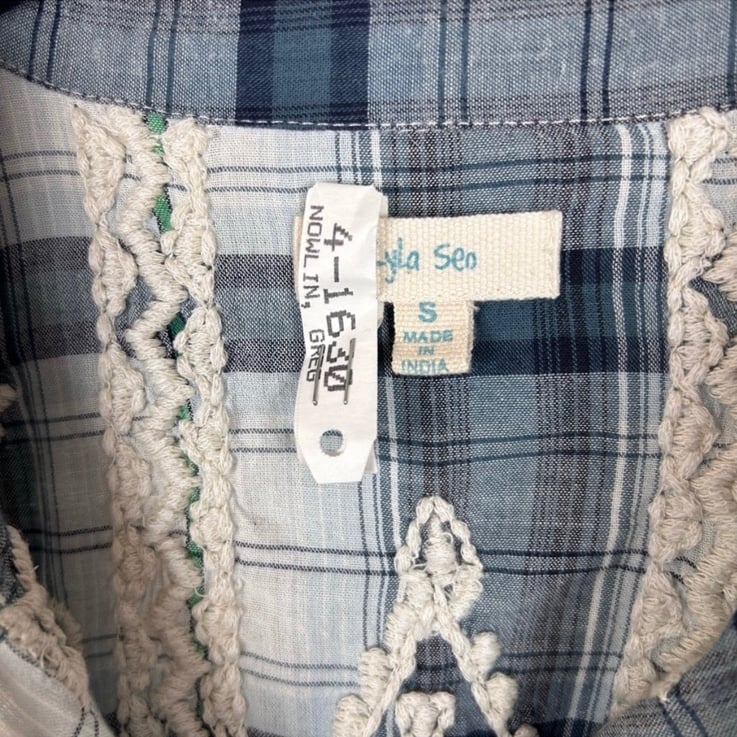 4-1630
NOWLIN, GREG
-yla Seo
S
MADE
IN
INDIA